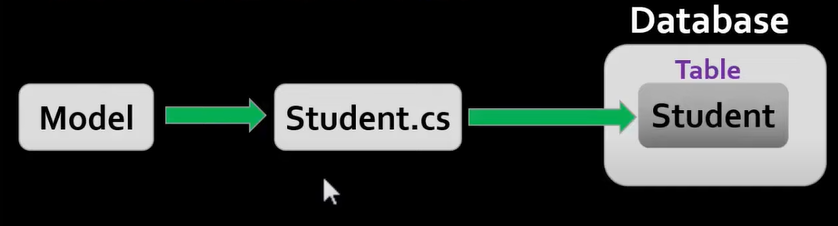 Database
Table
Model
Student.cs
Student